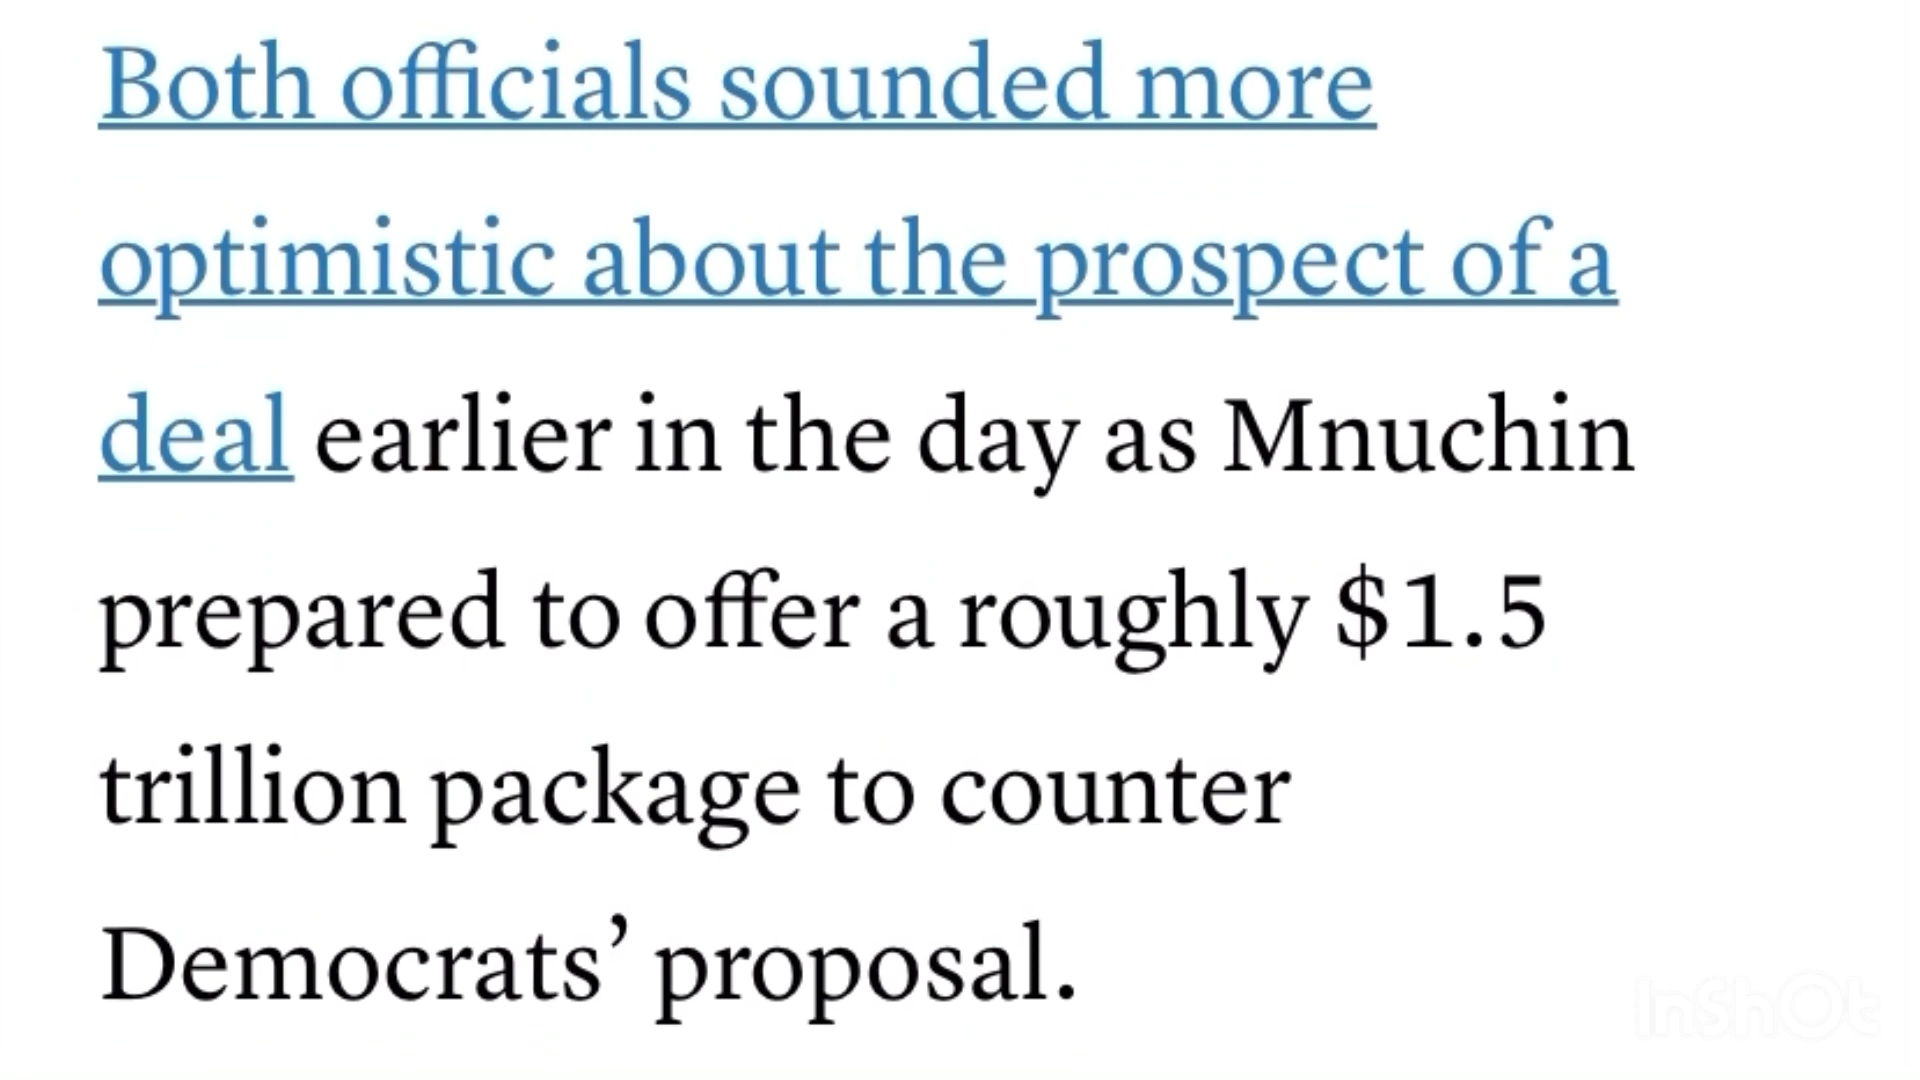 Both officials sounded more
optimistic about the prospect of a
deal earlier in the day as Mnuchin
prepared to offer a roughly $1.5
trillion package to counter
Democrats’ proposal.
InShOt